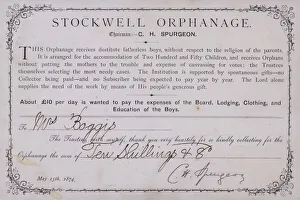 STOCKWELL ORPHANAGE.
Chairman—C. H. SPURGEON.
THIS Orphanage receives destitute fatherless boys, without respect to the religion of the parents.
It is arranged for the accommodation of Two Hundred and Fifty Children, and receives Orphans
without putting the mothers to the trouble and expense of canvassing for votes: the Trustees
themselves selecting the most needy cases. The Institution is supported by spontaneous gifts—no
Collector being paid—and no Subscriber being expected to pay year by year. The Lord alone
supplies the need of the work by means of His people's generous gift.
About £10 per day is wanted to pay the expenses of the Board, Lodging, Clothing, and
Education of the Boys.
To Mrs Boggis
The Trustees, with myself, thank you very heartily for so kindly collecting for the
Orphanage the sum of Ten Shillings & 8d
C. H. Spurgeon
May 13th, 1874.